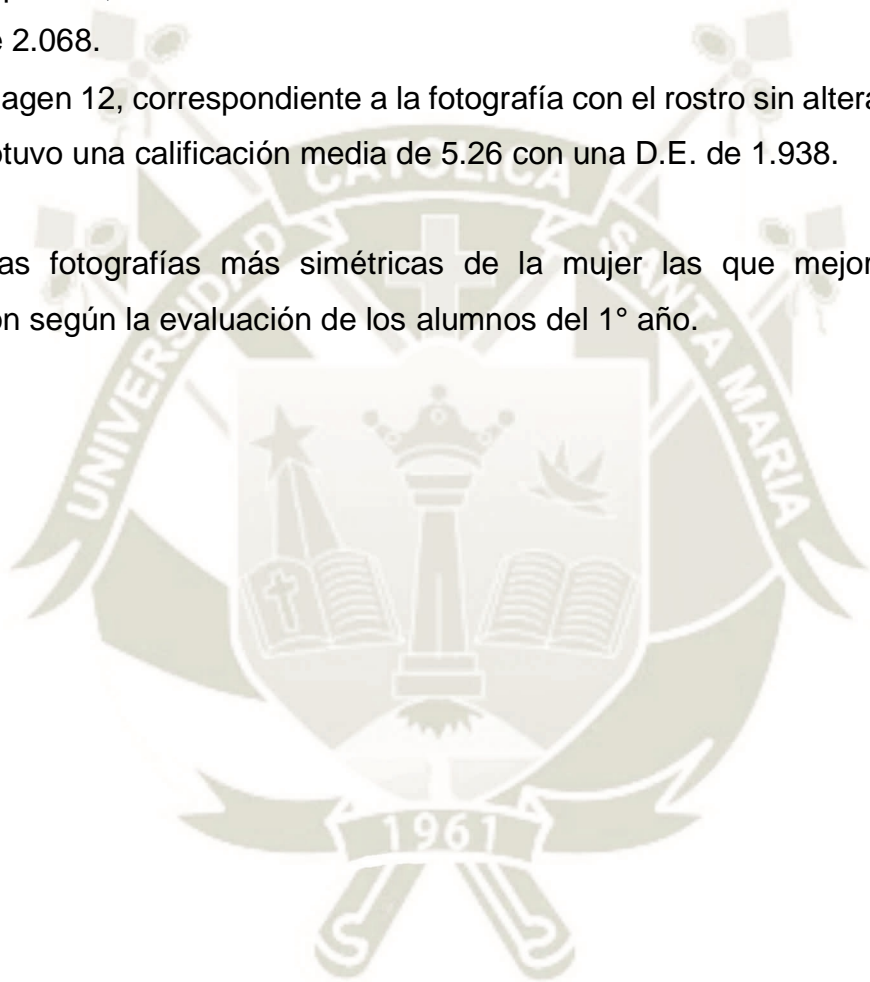 e 2.068.
agen 12, correspondiente a la fotografía con el rostro sin altera
otuvo una calificación media de 5.26 con una D.E. de 1.938.
as fotografías más simétricas de la mujer las que mejor
ón según la evaluación de los alumnos del 1° año.
UNIVERSIDAD CATÓLICA SANTA MARIA
1961